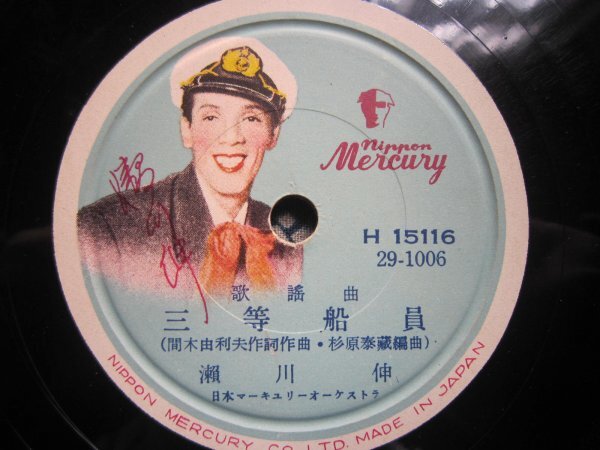 Nippon
Mercury
H 15116
29-1006
歌謡曲
三等船員
(間木由利夫作詞作曲・杉原泰藏編曲)
瀬川伸
日本マーキュリーオーケストラ
NIPPON MERCURY CO. LTD. MADE IN JAPAN